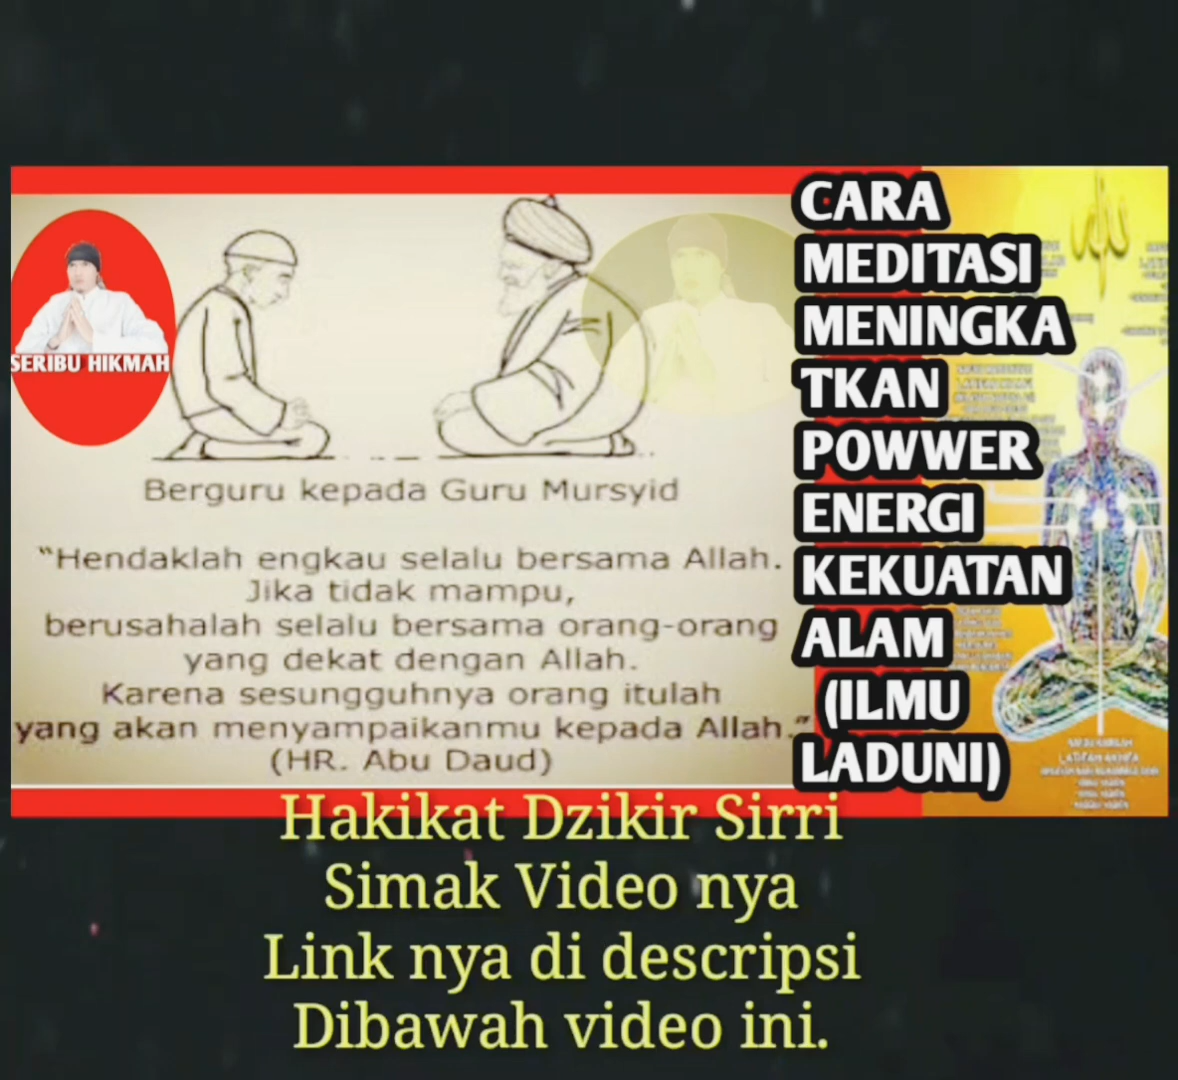 SERIBU HIKMAH
Berguru kepada Guru Mursyid
"Hendaklah engkau selalu bersama Allah.
Jika tidak mampu,
berusahalah selalu bersama orang-orang
yang dekat dengan Allah.
Karena sesungguhnya orang itulah
yang akan menyampaikanmu kepada Allah."
(HR. Abu Daud)
CARA
MEDITASI
MENINGKA
TKAN
POWWER
ENERGI
KEKUATAN
ALAM
(ILMU
LADUNI)
Hakikat Dzikir Sirri
Simak Video nya
Link nya di descripsi
Dibawah video ini.